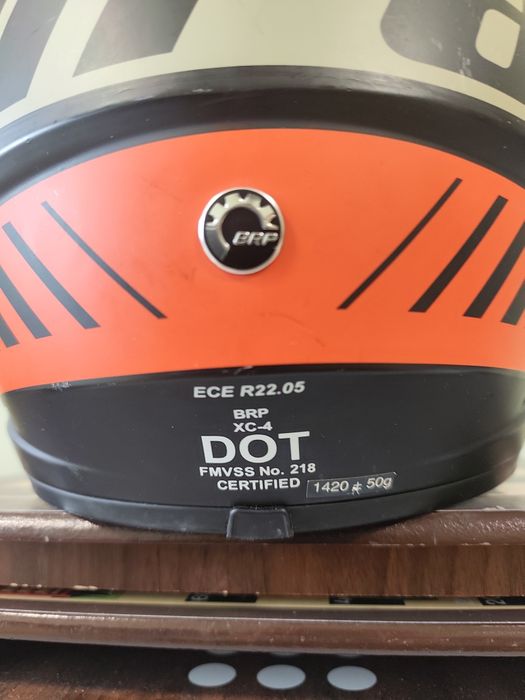 BRP
ECE R22.05
BRP
XC-4
DOT
FMVSS No. 218
CERTIFIED
1420 ± 50g